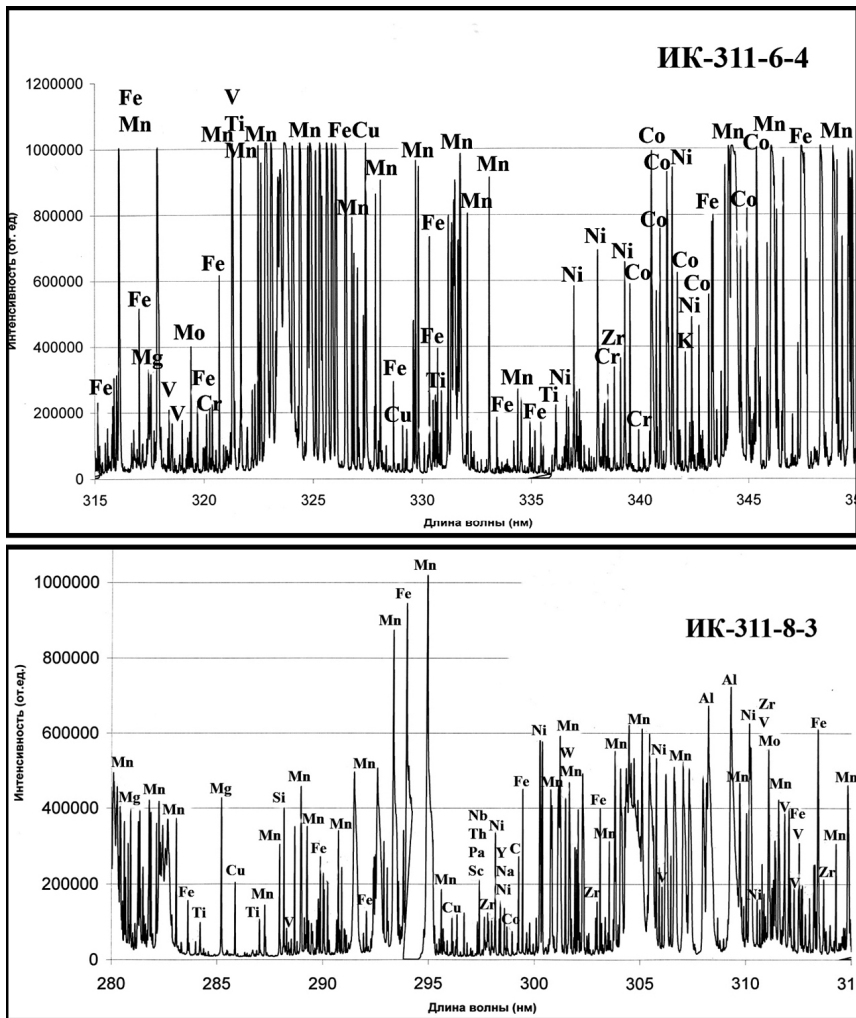 ИК-311-6-4
Интенсивность (от. ед)
1200000
1000000
800000
600000
400000
200000
0
Fe V
Mn Mn Ti Mn Mn FeCu Mn Co Mn Co Mn Fe Mn
Mn Mn Mn Co Ni
Mn Mn Fe Co Fe Co
Fe Ni Ni Co Co
Fe Ni Co Ni
Mg Mo Fe Zr K
Fe V V Fe Cr Fe Cu Ti Mn Fe Fe Ti Ni Cr Cr
315 320 325 330 335 340 345 35
Длина волны (нм)
ИК-311-8-3
Интенсивность (от.ед.)
1000000
800000
600000
400000
200000
0
Mn
Fe
Mn
Al Al Zr
Ni Mn Ni V Fe
Mn Mn W Mn Ni Mn Mo
Mg Mn Mn Mg Si Mn Mn Fe Mn Mn Mn Mn Mn
Mn Mn Mn Nb Ni Fe Mn V Fe
Fe Cu Mn Fe Th Y C V
Ti Ti V Fe Mn Pa Na Zr V Ni V Zr Mn
Cu Sc Ni
Zr Co
280 285 290 295 300 305 310 31
Длина волны (нм)